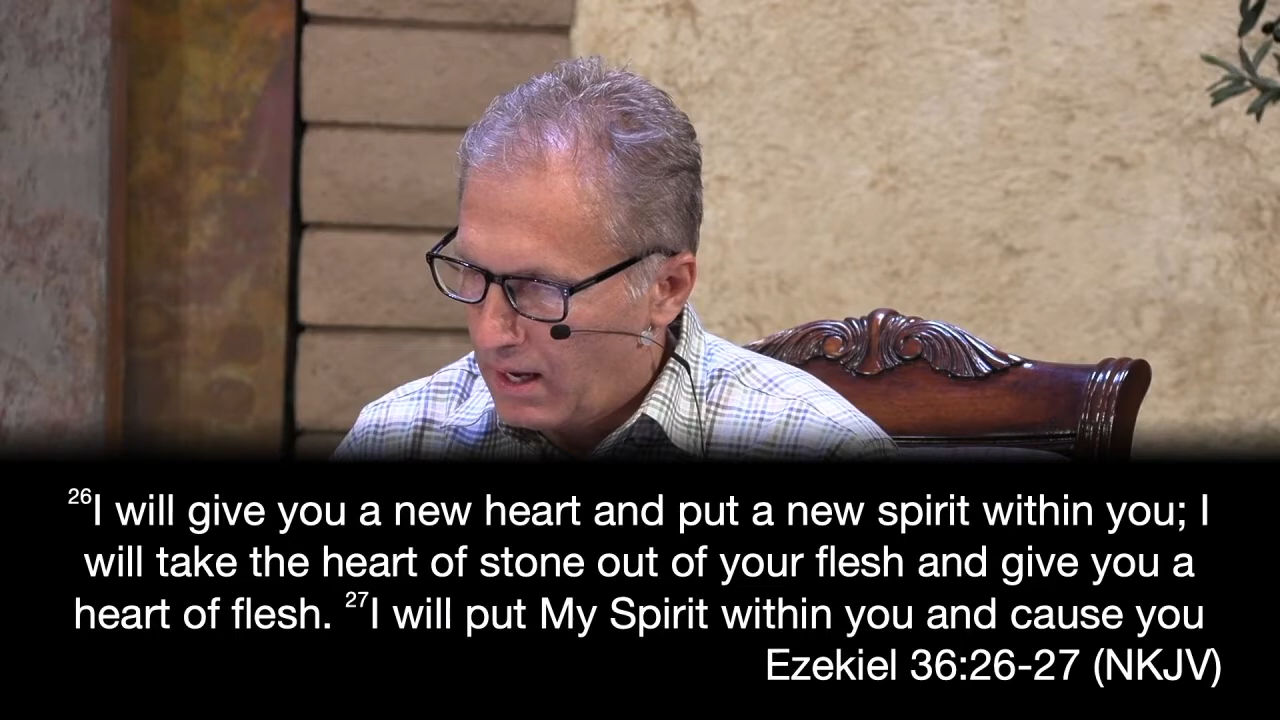 26I will give you a new heart and put a new spirit within you; I
will take the heart of stone out of your flesh and give you a
heart of flesh. 27I will put My Spirit within you and cause you
Ezekiel 36:26-27 (NKJV)